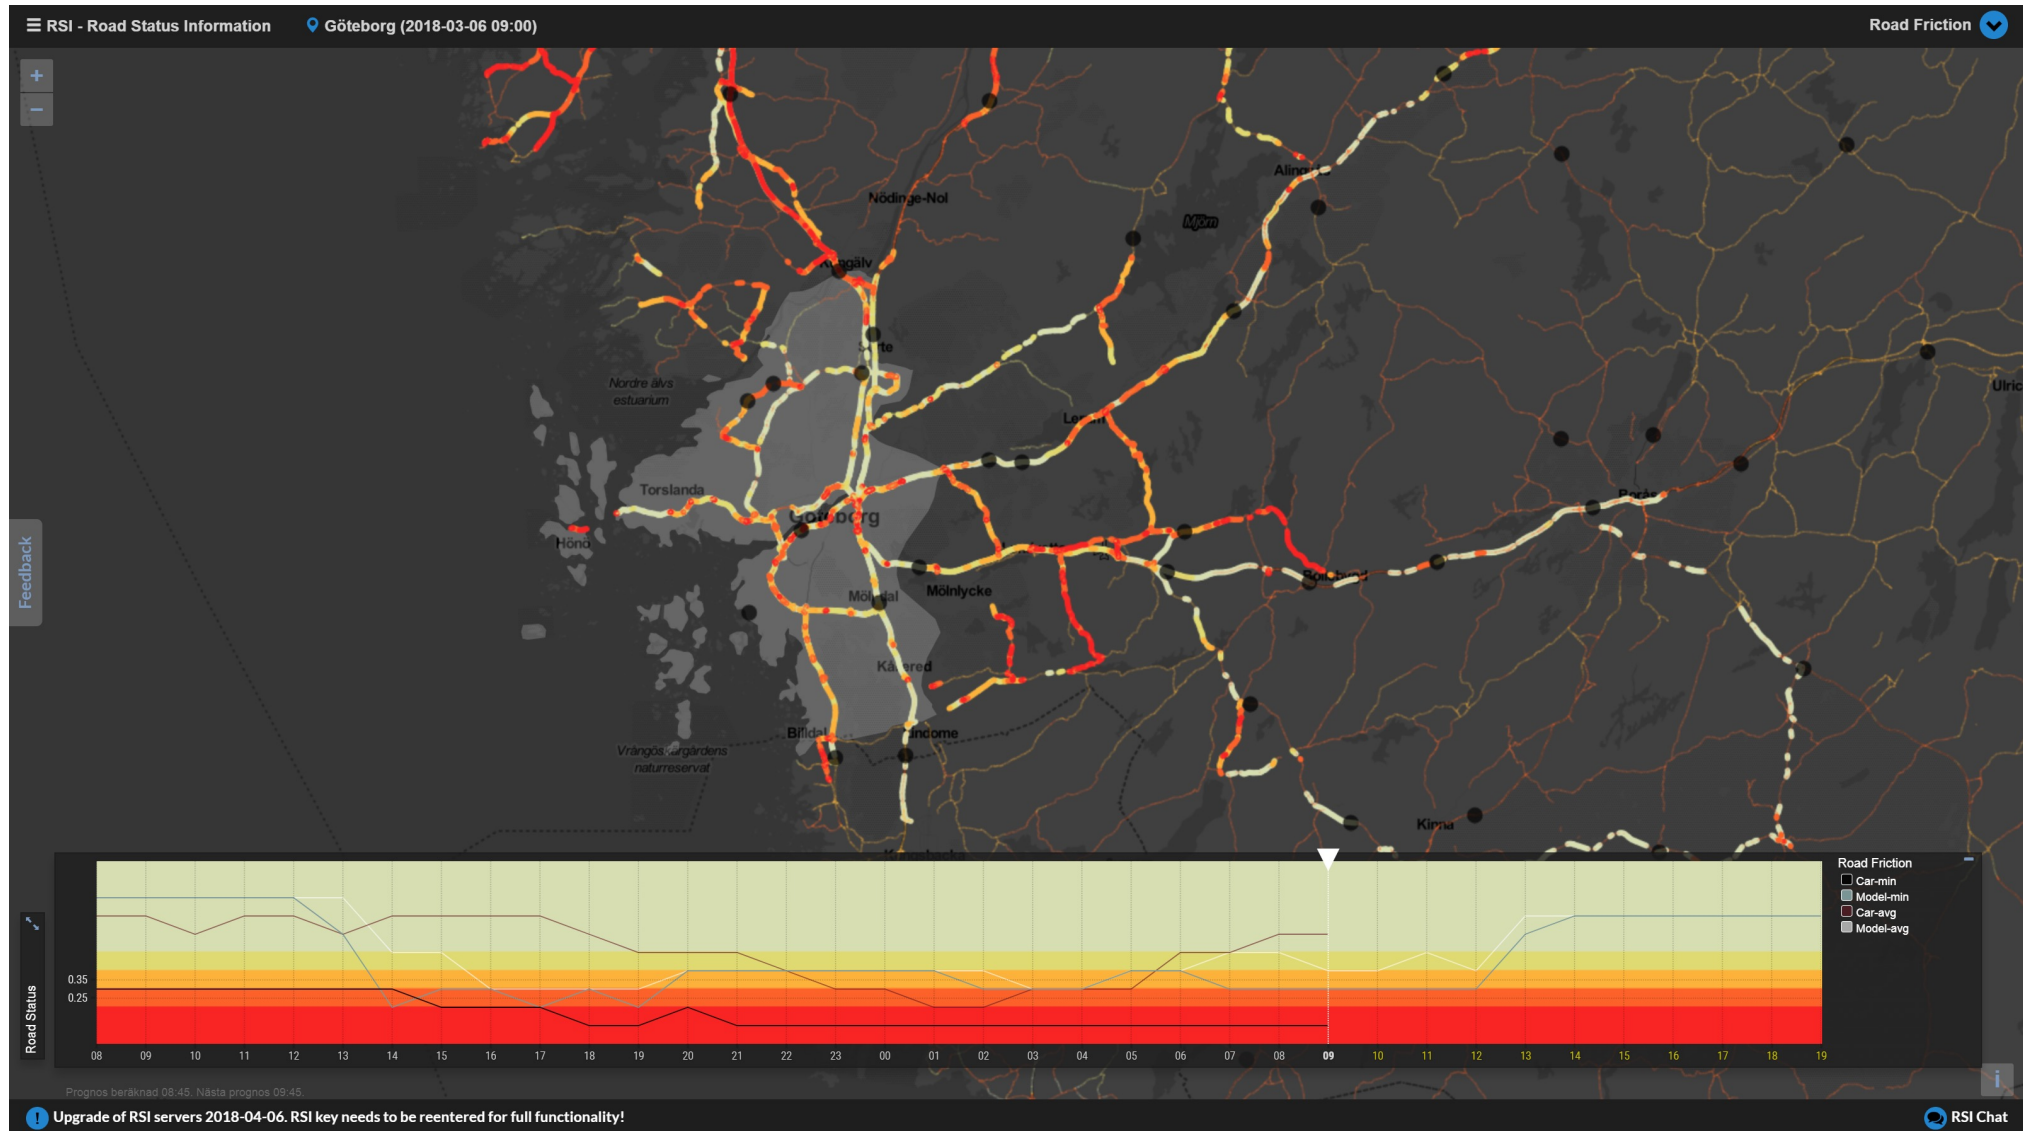 RSI - Road Status Information
Göteborg (2018-03-06 09:00)
Road Friction
+
−
Nödinge-Nol
Mjörn
Nordre älvs
estuarium
Torslanda
Göteborg
Hönö
Mölnlycke
Billdal
Vrångöskärgårdens
naturreservat
Kinna
Ulric
Feedback
Road Status
0.35
0.25
08 09 10 11 12 13 14 15 16 17 18 19 20 21 22 23 00 01 02 03 04 05 06 07 08 09 10 11 12 13 14 15 16 17 18 19
Road Friction
Car-min
Model-min
Car-avg
Model-avg
Prognos beräknad 08:45. Nästa prognos 09:45.
i
! Upgrade of RSI servers 2018-04-06. RSI key needs to be reentered for full functionality!
RSI Chat